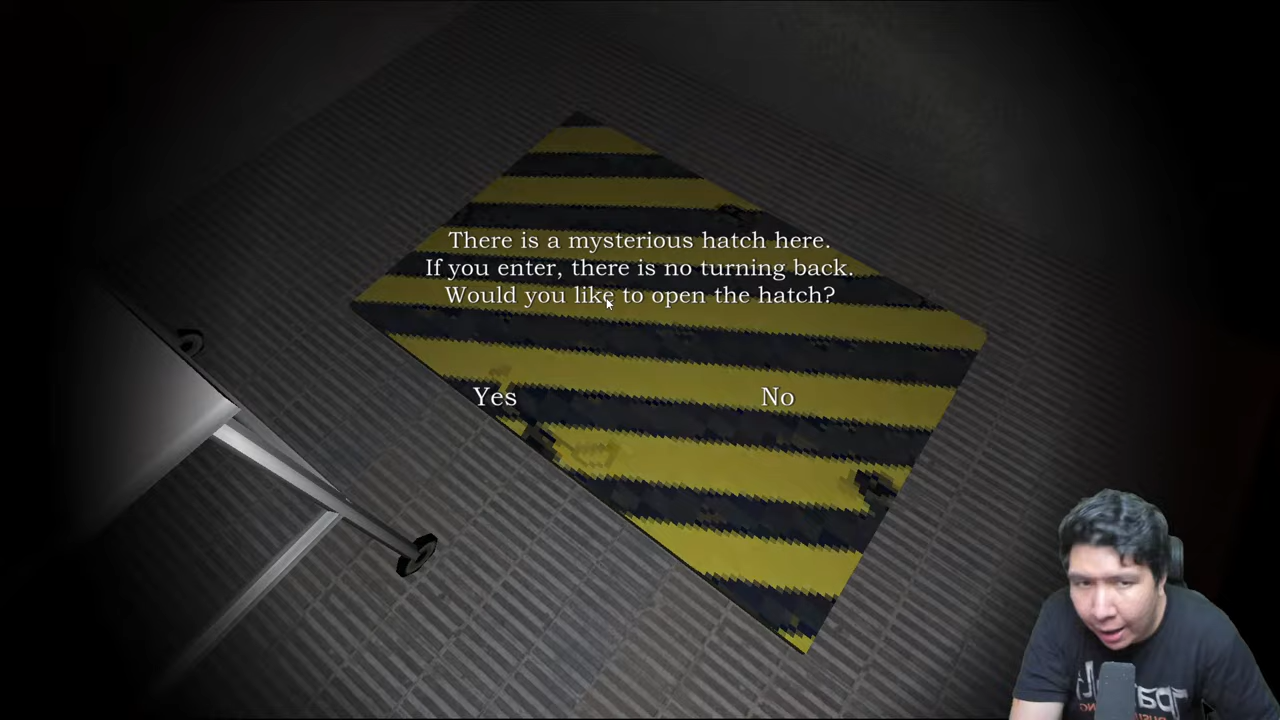 There is a mysterious hatch here.
If you enter, there is no turning back.
Would you like to open the hatch?
Yes
No